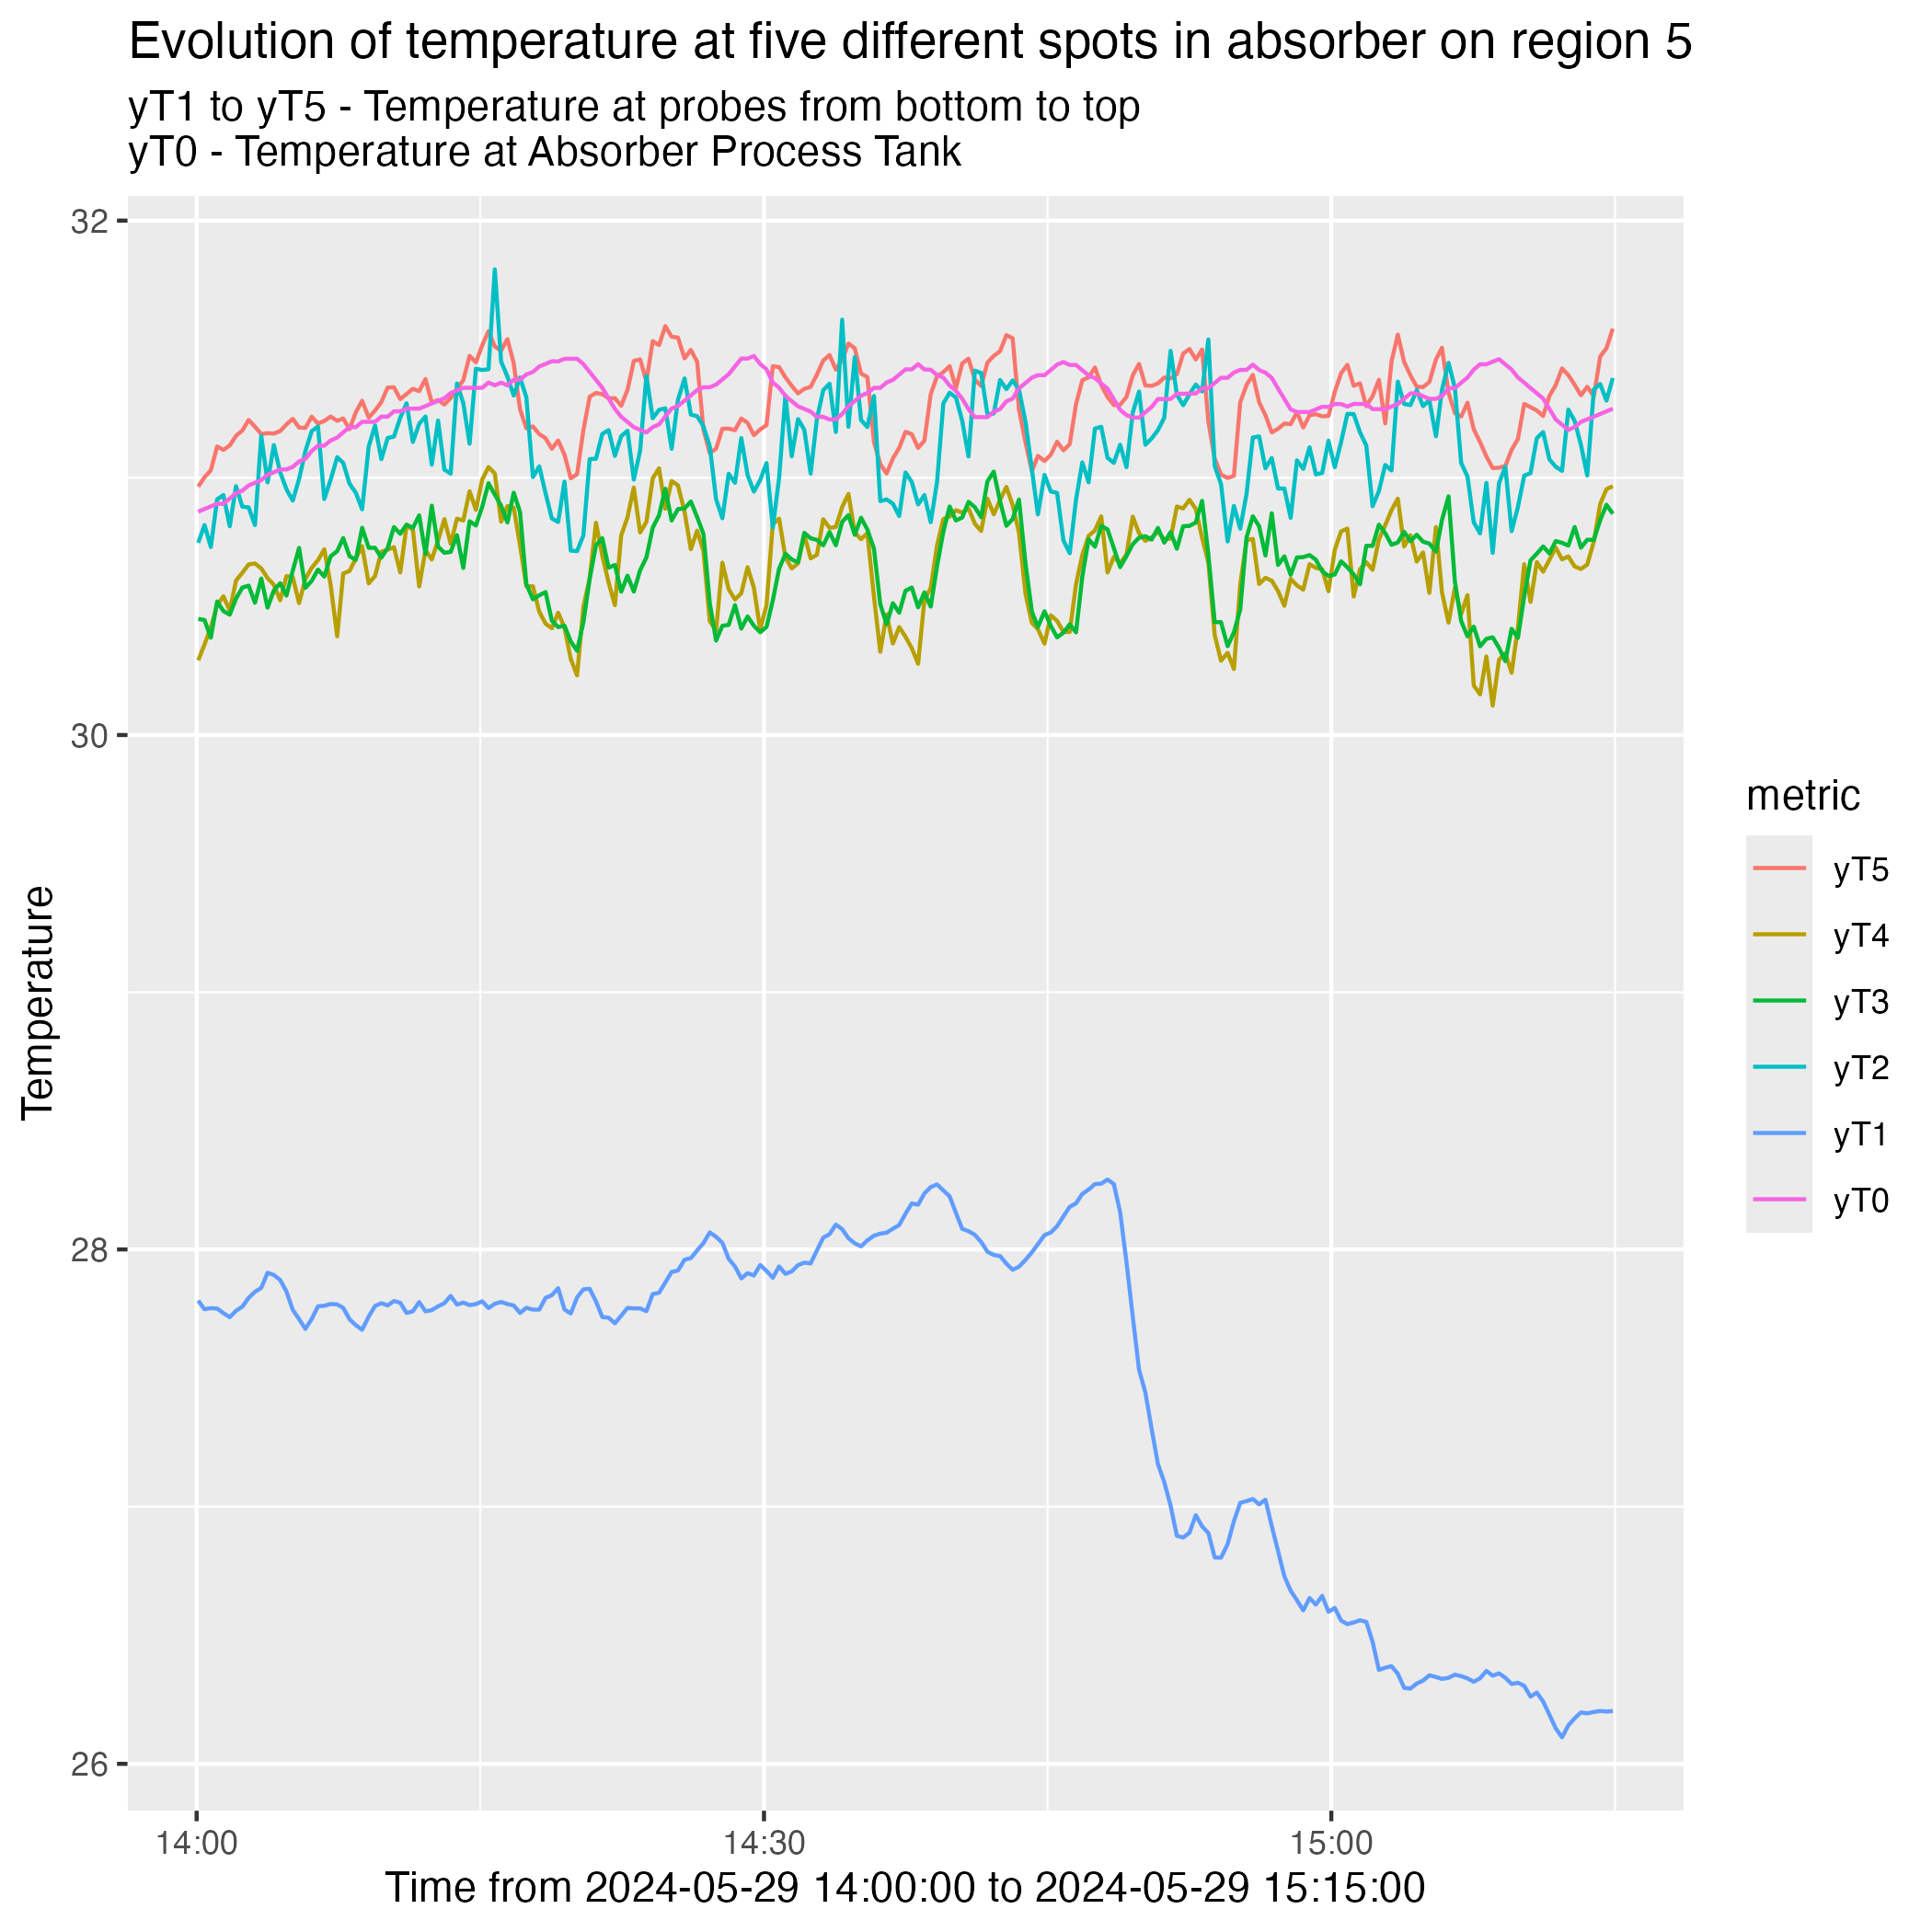 Evolution of temperature at five different spots in absorber on region 5
yT1 to yT5 - Temperature at probes from bottom to top
yT0 - Temperature at Absorber Process Tank
32
30
28
26
Temperature
14:00
14:30
15:00
Time from 2024-05-29 14:00:00 to 2024-05-29 15:15:00
metric
yT5
yT4
yT3
yT2
yT1
yT0